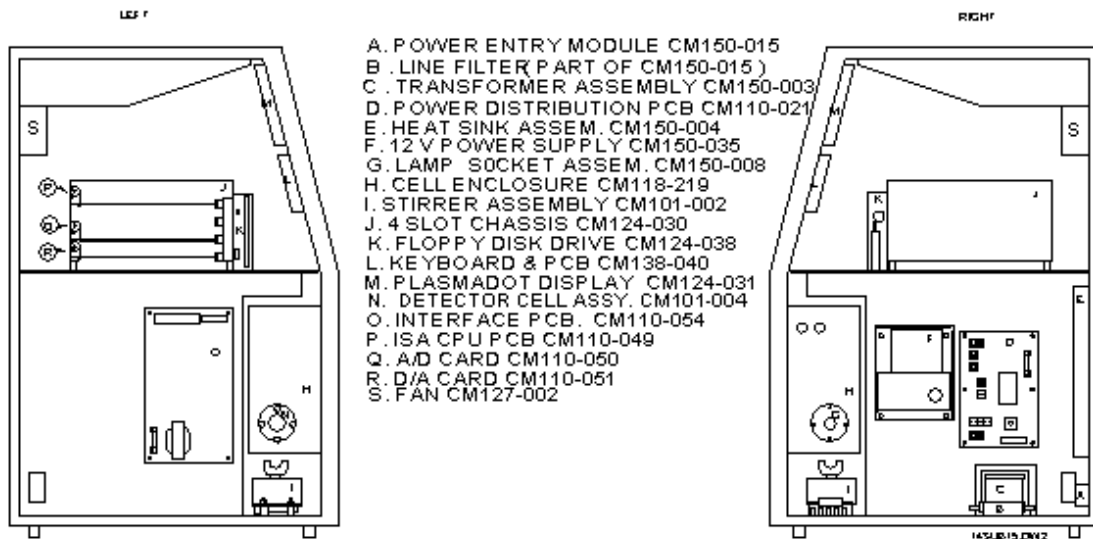 LEFT
RIGHT
A. POWER ENTRY MODULE CM150-015
B . LINE FILTER( PART OF CM150-015 )
C . TRANSFORMER ASSEMBLY CM150-003
D. POWER DISTRIBUTION PCB CM110-021
E. HEAT SINK ASSEM. CM150-004
F. 12 V POWER SUPPLY CM150-035
G. LAMP SOCKET ASSEM. CM150-008
H. CELL ENCLOSURE CM118-219
I. STIRRER ASSEMBLY CM101-002
J. 4 SLOT CHASSIS CM124-030
K. FLOPPY DISK DRIVE CM124-038
L. KEYBOARD & PCB CM138-040
M. PLASMADOT DISPLAY CM124-031
N. DETECTOR CELL ASSY. CM101-004
O. INTERFACE PCB. CM110-054
P. ISA CPU PCB CM110-049
Q. A/D CARD CM110-050
R. D/A CARD CM110-051
S. FAN CM127-002
S
M
J
L
P
Q
R
K
H
I
M
S
L
K
J
E
F
H
C
I
A